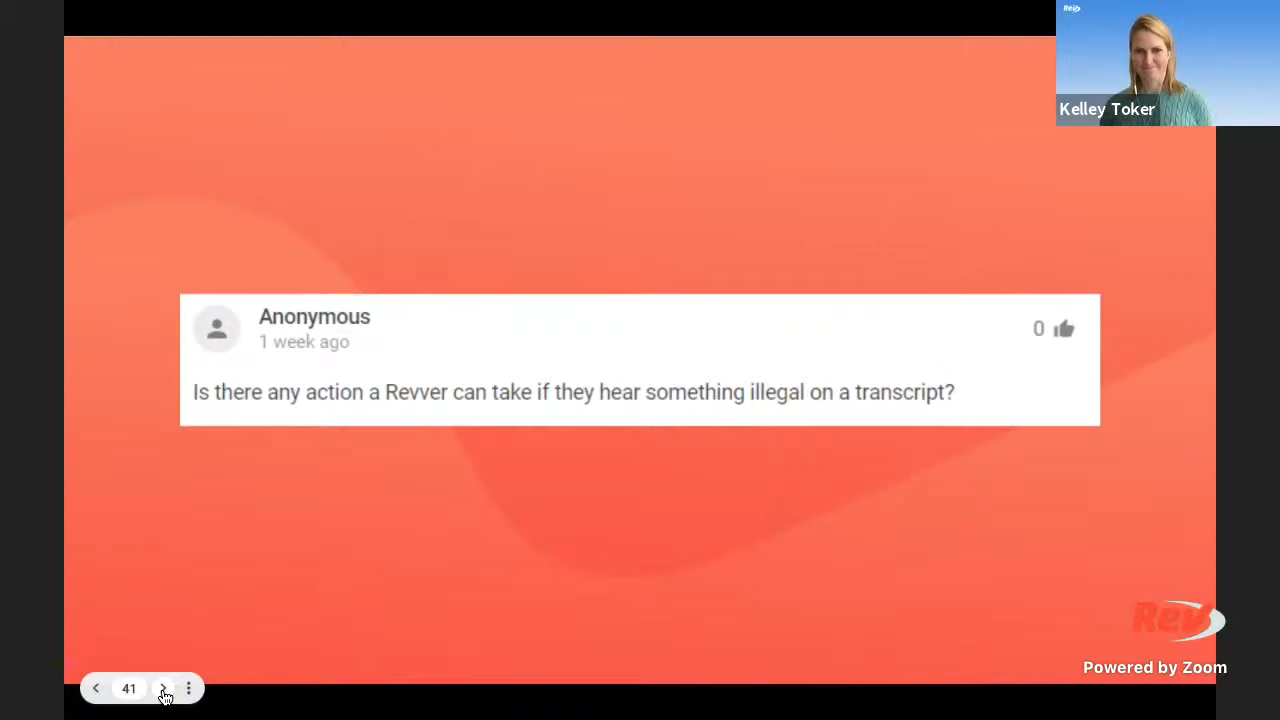 Rev
Kelley Toker
Anonymous
1 week ago
0
Is there any action a Revver can take if they hear something illegal on a transcript?
Rev
Powered by Zoom
41